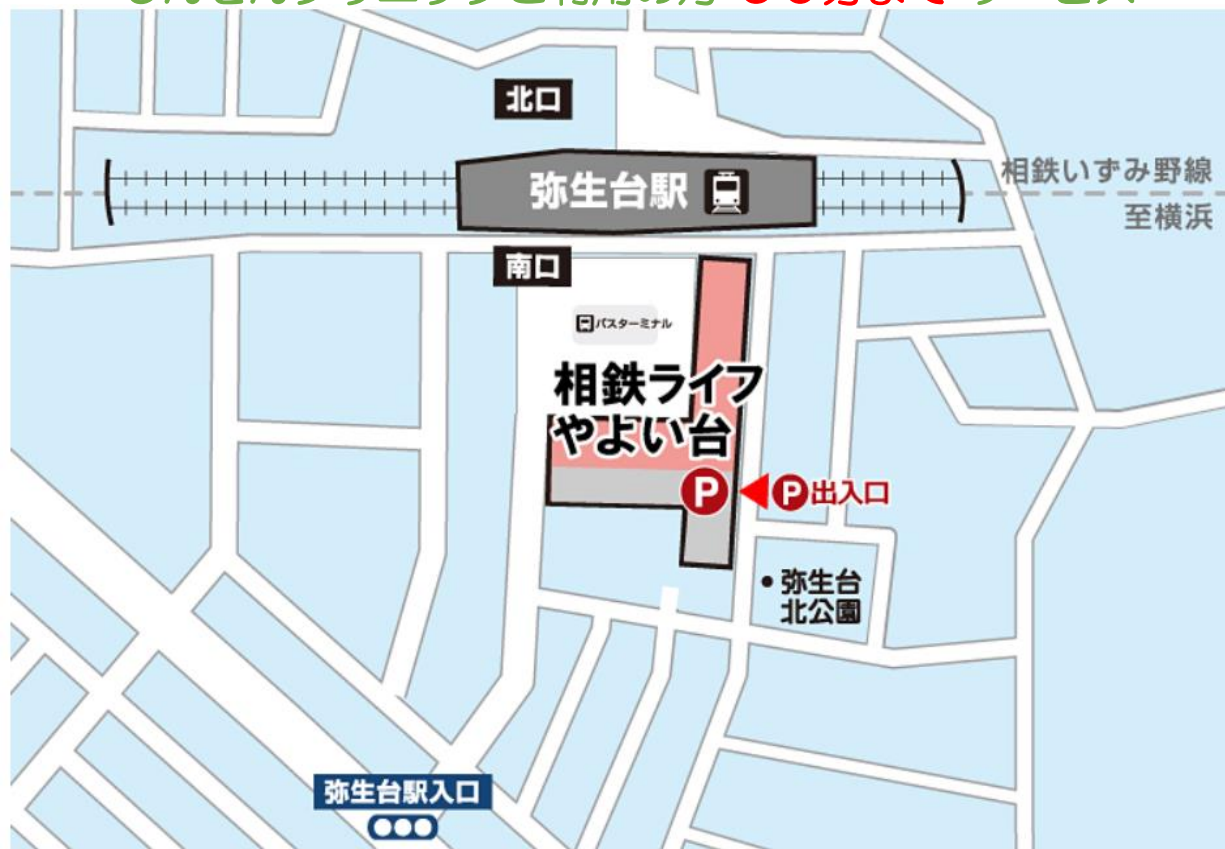 北口
弥生台駅
相鉄いずみ野線
至横浜
南口
バスターミナル
相鉄ライフ
やよい台
P
P出入口
弥生台
北公園
弥生台駅入口